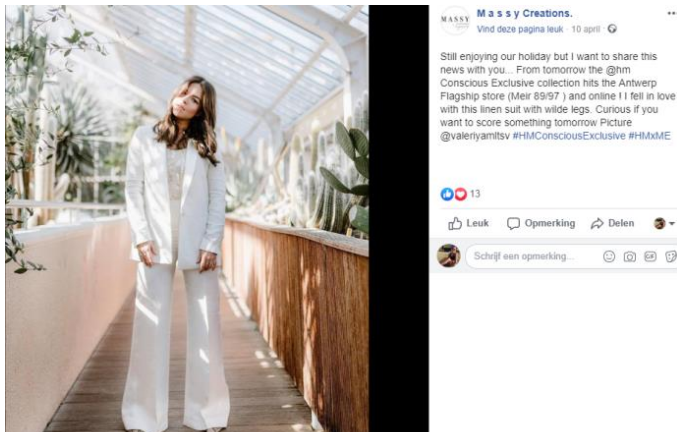 MASSY
M a s s y Creations.
Vind deze pagina leuk · 10 april ·
Still enjoying our holiday but I want to share this
news with you... From tomorrow the @hm
Conscious Exclusive collection hits the Antwerp
Flagship store (Meir 89/97 ) and online ! I fell in love
with this linen suit with wilde legs. Curious if you
want to score something tomorrow Picture
@valeriyamitsv #HMConsciousExclusive #HMxME
13
Leuk
Opmerking
Delen
Schrijf een opmerking...
GIF